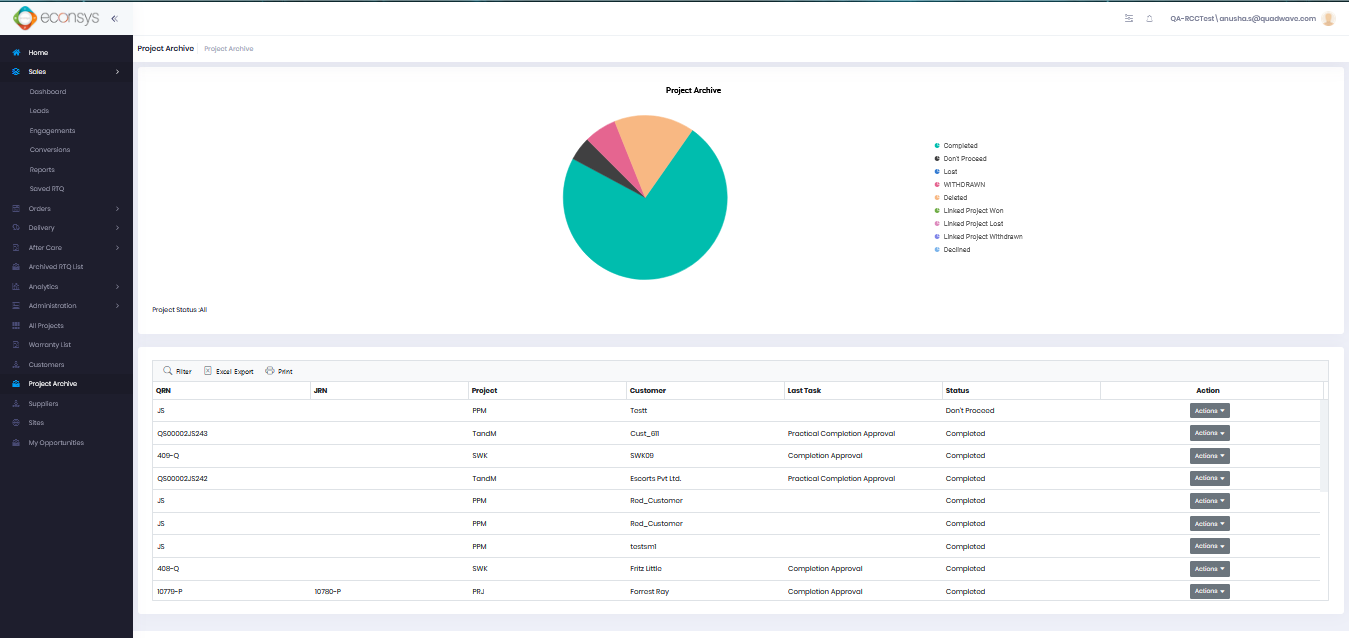 econsys
QA-RCCTest\anusha.s@quadwave.com
Home
Sales
Dashboard
Leads
Engagements
Conversions
Reports
Saved RTQ
Orders
Delivery
After Care
Archived RTQ List
Analytics
Administration
All Projects
Warranty List
Customers
Project Archive
Suppliers
Sites
My Opportunities
Project Archive Project Archive
Project Archive
Completed
Don't Proceed
Lost
WITHDRAWN
Deleted
Linked Project Won
Linked Project Lost
Linked Project Withdrawn
Declined
Project Status :All
Filter Excel Export Print
QRN JRN Project Customer Last Task Status Action
JS PPM Testt Don't Proceed Actions
QS00002JS243 TandM Cust_611 Practical Completion Approval Completed Actions
409-Q SWK SWK09 Completion Approval Completed Actions
QS00002JS242 TandM Escorts Pvt Ltd. Practical Completion Approval Completed Actions
JS PPM Red_Customer Completed Actions
JS PPM Red_Customer Completed Actions
JS PPM testsm1 Completed Actions
408-Q SWK Fritz Little Completion Approval Completed Actions
10779-P 10780-P PRJ Forrest Ray Completion Approval Completed Actions